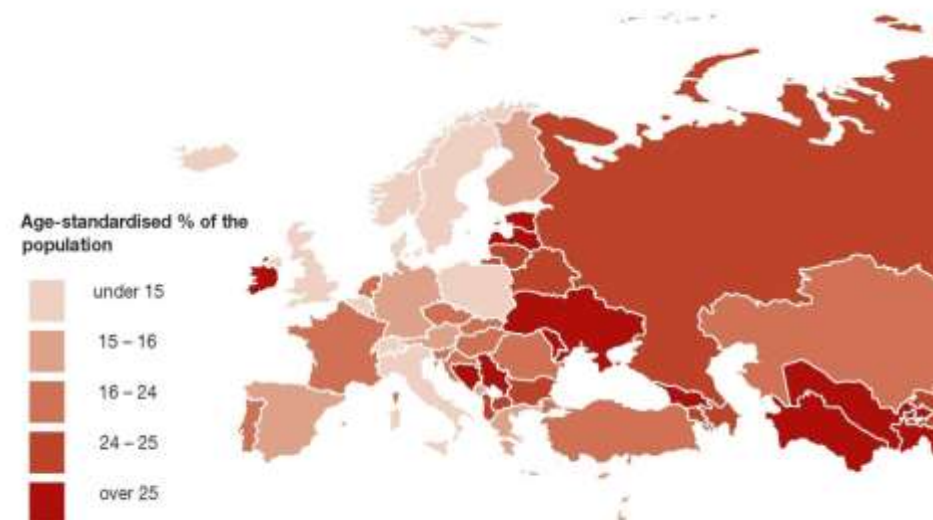 Age-standardised % of the
population
under 15
15 – 16
16 – 24
24 – 25
over 25